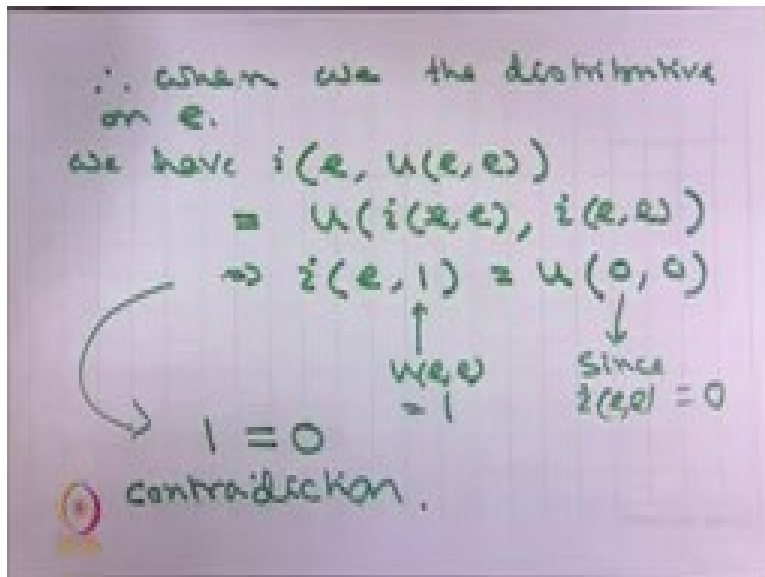 ∴ when we the distributive
on e.
we have i(e, u(e,e))
= u(i(e,e), i(e,e))
⇒ i(e, 1) = u(0, 0)
u(e,e)
= 1
Since
i(e,e) = 0
1 = 0
contradiction.